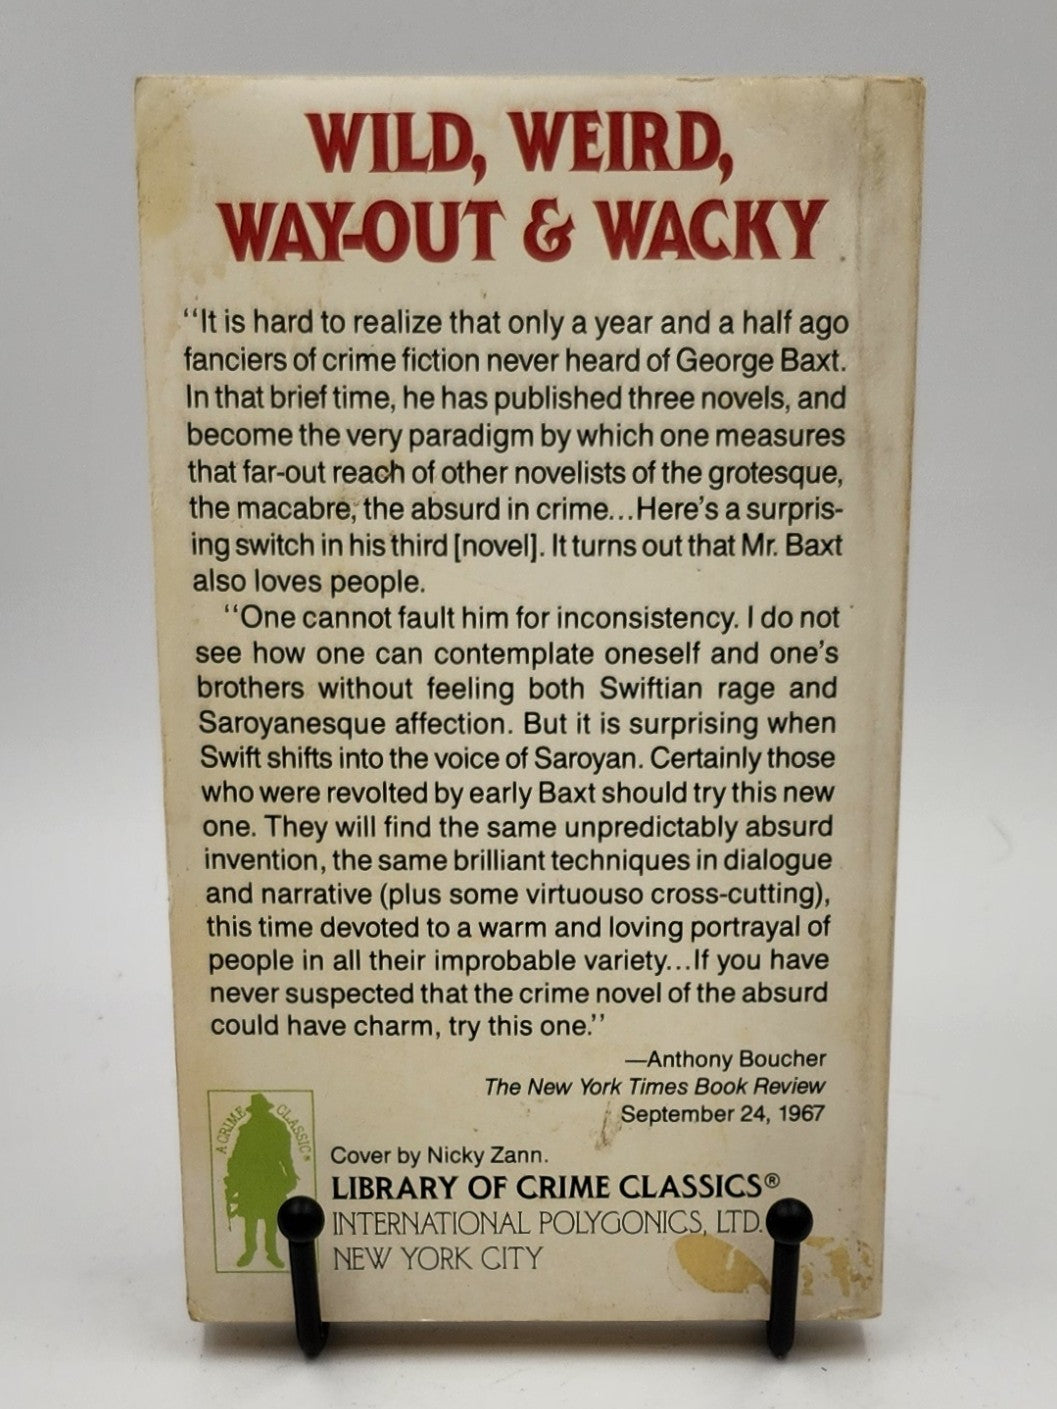 WILD, WEIRD,
WAY-OUT & WACKY
"It is hard to realize that only a year and a half ago
fanciers of crime fiction never heard of George Baxt.
In that brief time, he has published three novels, and
become the very paradigm by which one measures
that far-out reach of other novelists of the grotesque,
the macabre, the absurd in crime...Here's a surpris-
ing switch in his third [novel]. It turns out that Mr. Baxt
also loves people.
"One cannot fault him for inconsistency. I do not
see how one can contemplate oneself and one's
brothers without feeling both Swiftian rage and
Saroyanesque affection. But it is surprising when
Swift shifts into the voice of Saroyan. Certainly those
who were revolted by early Baxt should try this new
one. They will find the same unpredictably absurd
invention, the same brilliant techniques in dialogue
and narrative (plus some virtuouso cross-cutting),
this time devoted to a warm and loving portrayal of
people in all their improbable variety...If you have
never suspected that the crime novel of the absurd
could have charm, try this one."
—Anthony Boucher
The New York Times Book Review
September 24, 1967
A CRIME CLASSIC®
Cover by Nicky Zann.
LIBRARY OF CRIME CLASSICS®
INTERNATIONAL POLYGONICS, LTD.
NEW YORK CITY